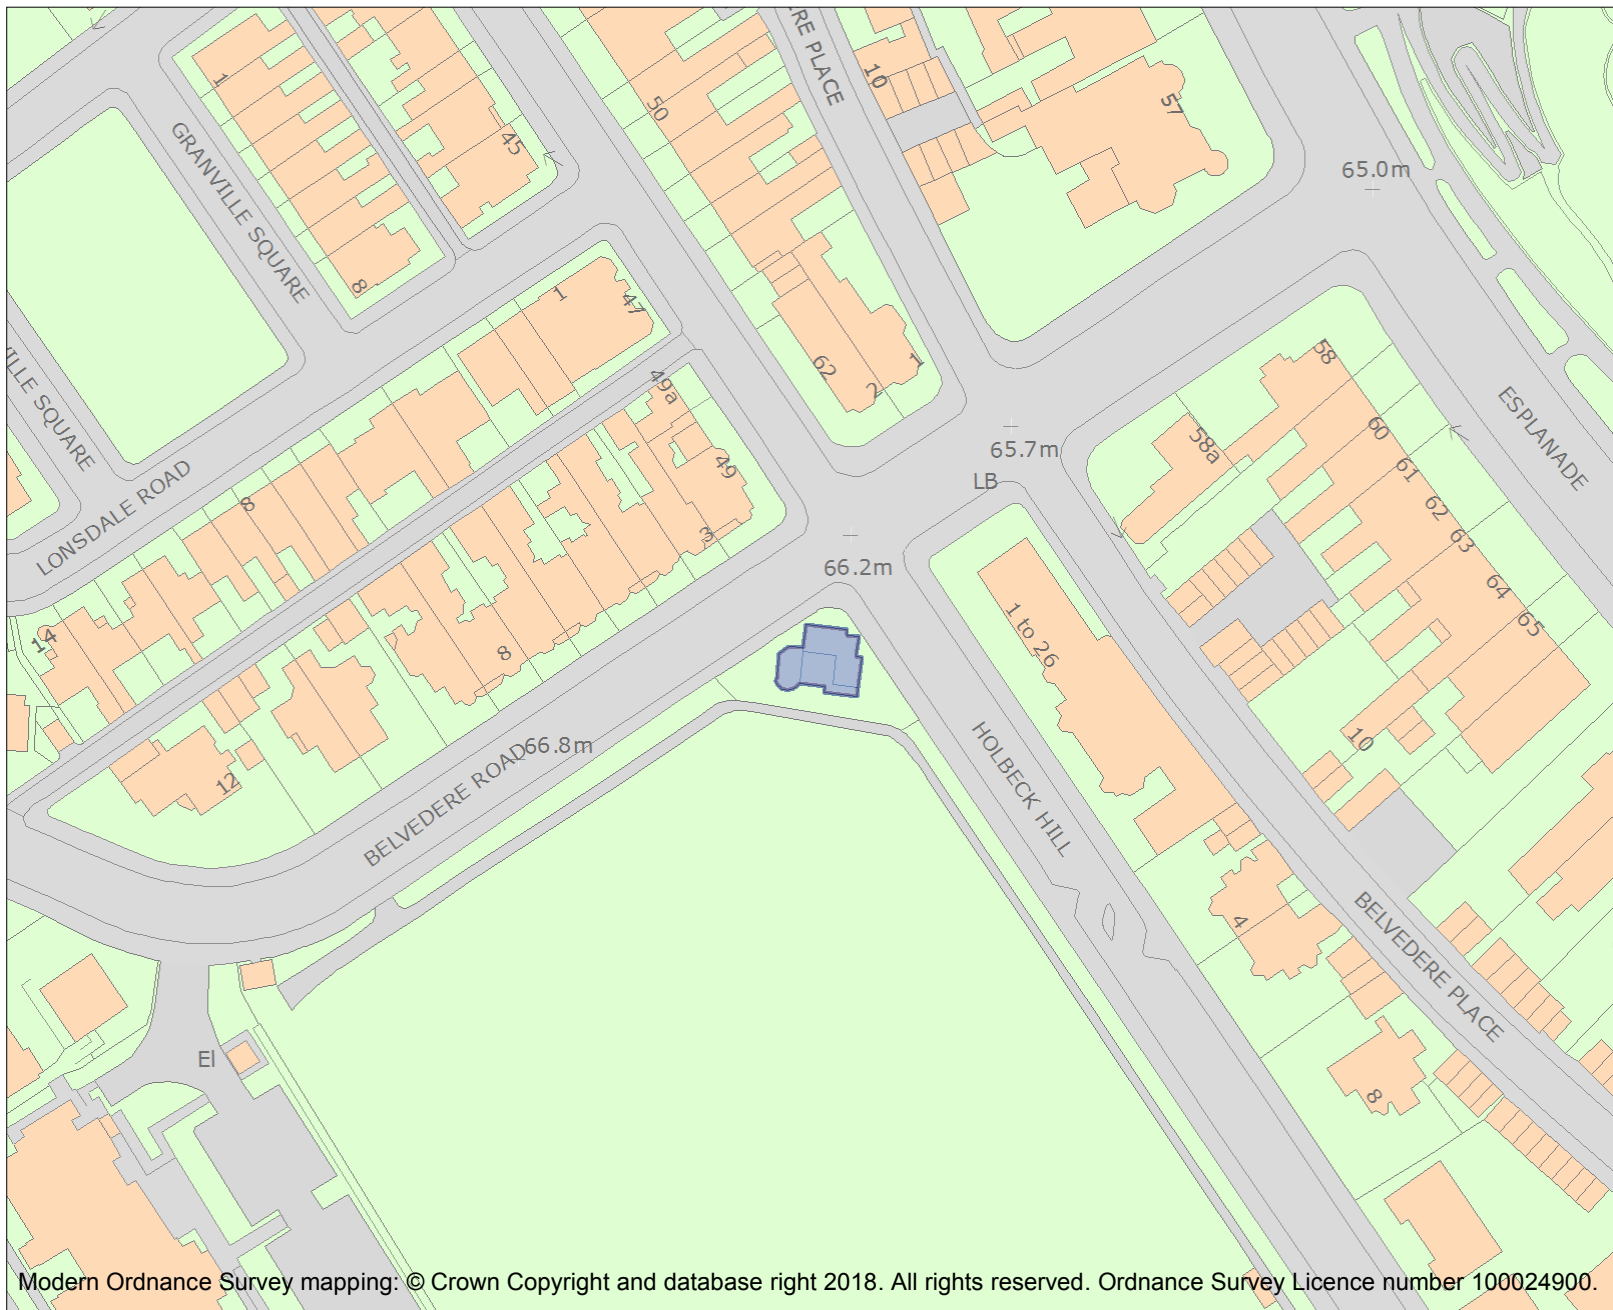 ERE PLACE
10
57
1
50
45
65.0m
GRANVILLE SQUARE
8
1
47
62
2
1
58
49a
ESPLANADE
VILLE SQUARE
60
58a
65.7m
61
49
LB
62
8
LONSDALE ROAD
3
63
66.2m
64
65
1 to 26
14
8
10
66.8m
HOLBECK HILL
12
BELVEDERE ROAD
4
BELVEDERE PLACE
El
8
Modern Ordnance Survey mapping: © Crown Copyright and database right 2018. All rights reserved. Ordnance Survey Licence number 100024900.